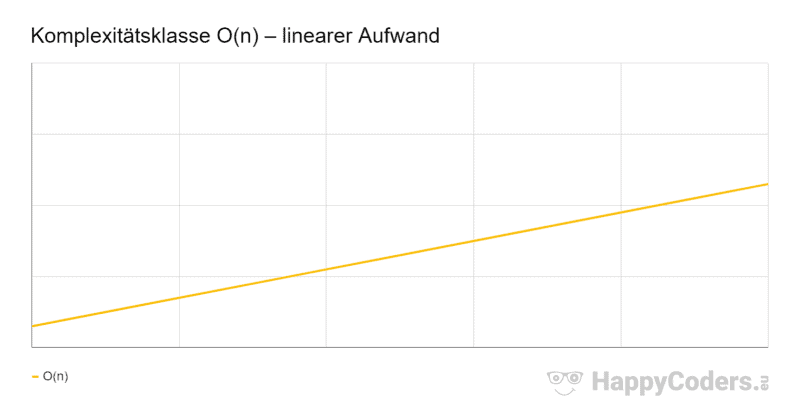 Komplexitätsklasse O(n) – linearer Aufwand
O(n)
HappyCoders.eu